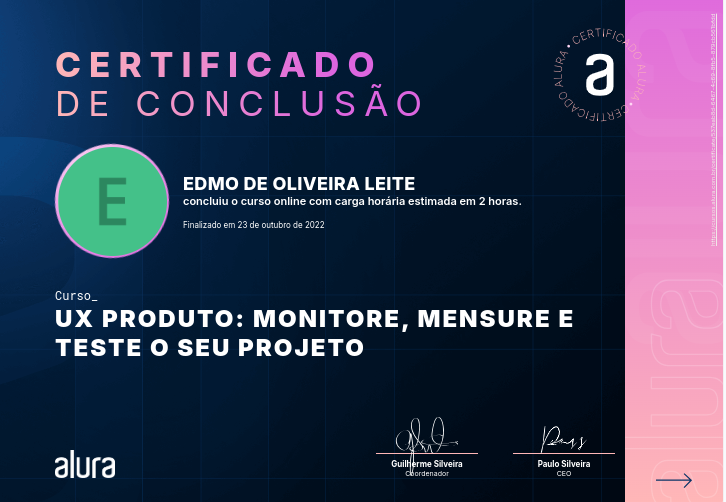 CERTIFICADO
DE CONCLUSÃO
CERTIFICADO ALURA • CERTIFICADO ALURA •
a
E
EDMO DE OLIVEIRA LEITE
concluiu o curso online com carga horária estimada em 2 horas.
Finalizado em 23 de outubro de 2022
Curso_
UX PRODUTO: MONITORE, MENSURE E
TESTE O SEU PROJETO
alura
Guilherme Silveira
Coordenador
Paulo Silveira
CEO
alura